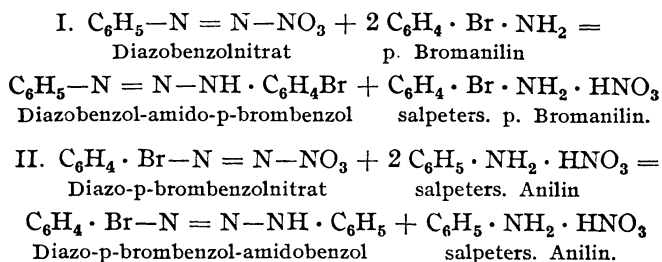 I. C₆H₅—N = N—NO₃ + 2 C₆H₄ · Br · NH₂ =
Diazobenzolnitrat p. Bromanilin
C₆H₅—N = N—NH · C₆H₄Br + C₆H₄ · Br · NH₂ · HNO₃
Diazobenzol-amido-p-brombenzol salpeters. p. Bromanilin.
II. C₆H₄ · Br—N = N—NO₃ + 2 C₆H₅ · NH₂ · HNO₃ =
Diazo-p-brombenzolnitrat salpeters. Anilin
C₆H₄ · Br—N = N—NH · C₆H₅ + C₆H₅ · NH₂ · HNO₃
Diazo-p-brombenzol-amidobenzol salpeters. Anilin.